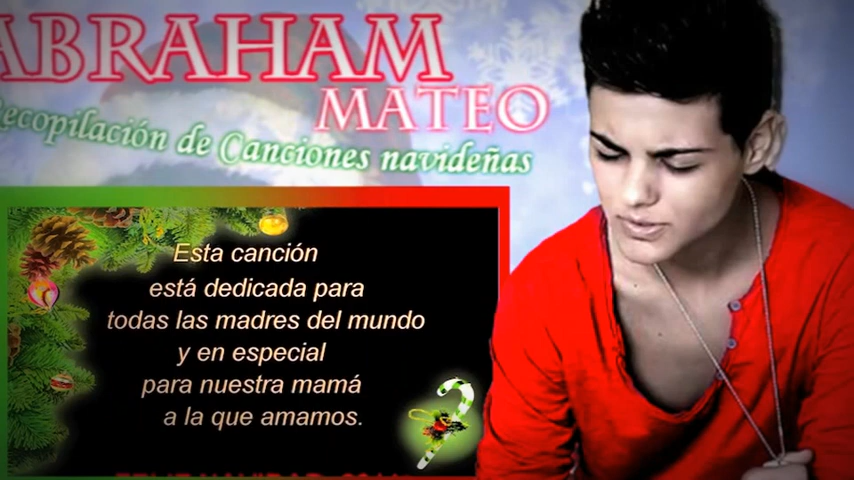 ABRAHAM
MATEO
Recopilación de Canciones navideñas
Esta canción
está dedicada para
todas las madres del mundo
y en especial
para nuestra mamá
a la que amamos.